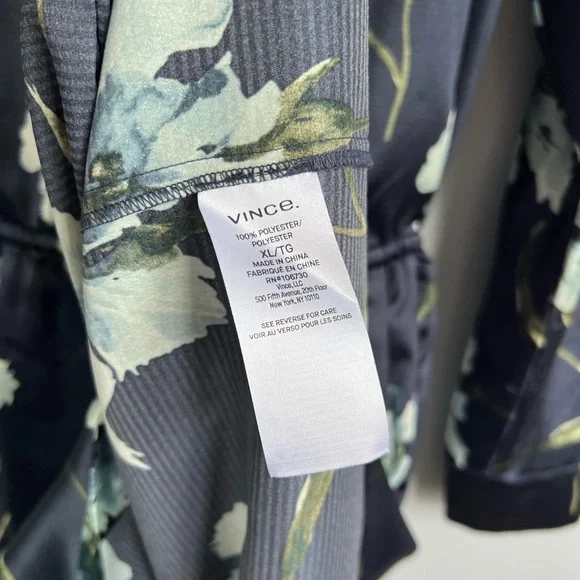 VINCE.
100% POLYESTER/
POLYESTER
XL/TG
MADE IN CHINA
FABRIQUÉ EN CHINE
RN#106730
Vince, LLC
500 Fifth Avenue, 20th Floor
New York, NY 10110
SEE REVERSE FOR CARE
VOIR AU VERSO POUR LES SOINS